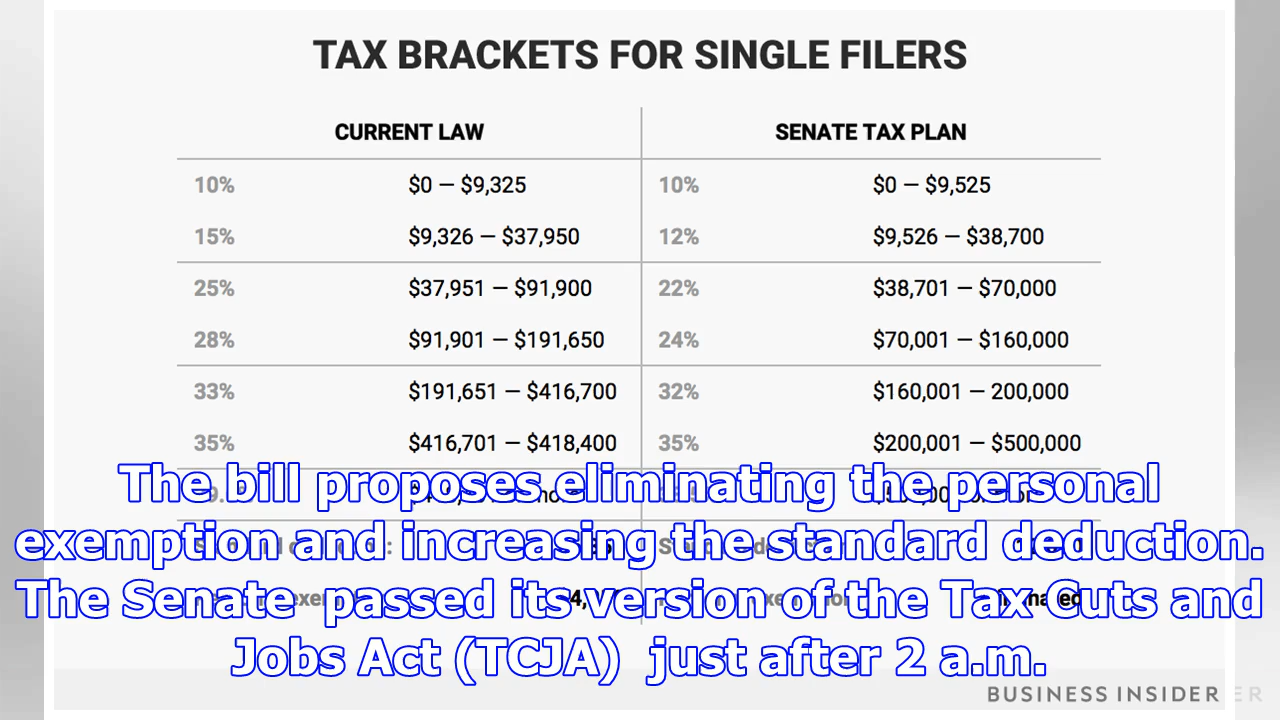 TAX BRACKETS FOR SINGLE FILERS
CURRENT LAW SENATE TAX PLAN
10% $0 — $9,325 10% $0 — $9,525
15% $9,326 — $37,950 12% $9,526 — $38,700
25% $37,951 — $91,900 22% $38,701 — $70,000
28% $91,901 — $191,650 24% $70,001 — $160,000
33% $191,651 — $416,700 32% $160,001 — 200,000
35% $416,701 — $418,400 35% $200,001 — $500,000
The bill proposes eliminating the personal
exemption and increasing the standard deduction.
The Senate passed its version of the Tax Cuts and
Jobs Act (TCJA) just after 2 a.m.
BUSINESS INSIDER